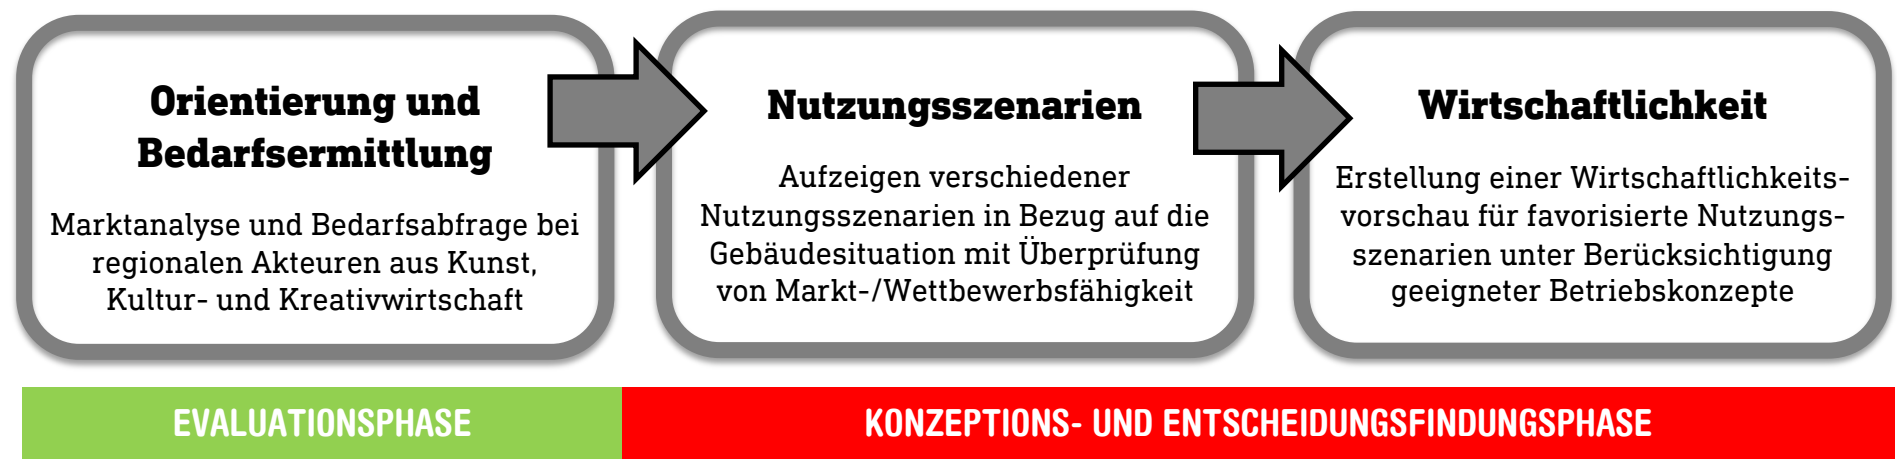 Orientierung und
Bedarfsermittlung
Marktanalyse und Bedarfsabfrage bei
regionalen Akteuren aus Kunst,
Kultur- und Kreativwirtschaft
Nutzungsszenarien
Aufzeigen verschiedener
Nutzungsszenarien in Bezug auf die
Gebäudesituation mit Überprüfung
von Markt-/Wettbewerbsfähigkeit
Wirtschaftlichkeit
Erstellung einer Wirtschaftlichkeits-
vorschau für favorisierte Nutzungs-
szenarien unter Berücksichtigung
geeigneter Betriebskonzepte
EVALUATIONSPHASE
KONZEPTIONS- UND ENTSCHEIDUNGSFINDUNGSPHASE